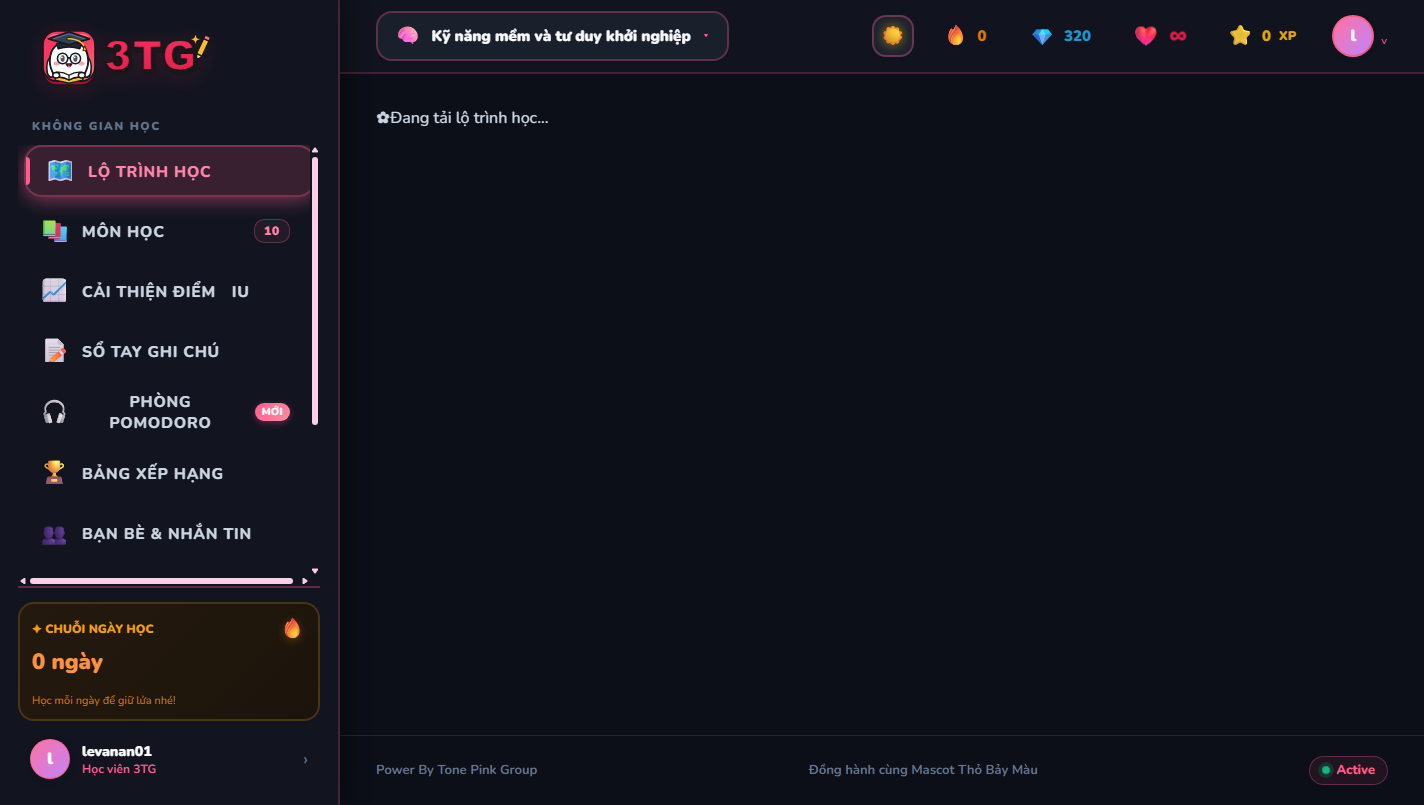 3TG
KHÔNG GIAN HỌC
LỘ TRÌNH HỌC
MÔN HỌC 10
CẢI THIỆN ĐIỂM IU
SỔ TAY GHI CHÚ
PHÒNG
POMODORO
MỚI
BẢNG XẾP HẠNG
BẠN BÈ & NHẮN TIN
✦ CHUỖI NGÀY HỌC
0 ngày
Học mỗi ngày để giữ lửa nhé!
l
levanan01
Học viên 3TG
›
Kỹ năng mềm và tư duy khởi nghiệp
0
320
∞
0 XP
l
v
✿Đang tải lộ trình học...
Power By Tone Pink Group
Đồng hành cùng Mascot Thỏ Bảy Màu
Active